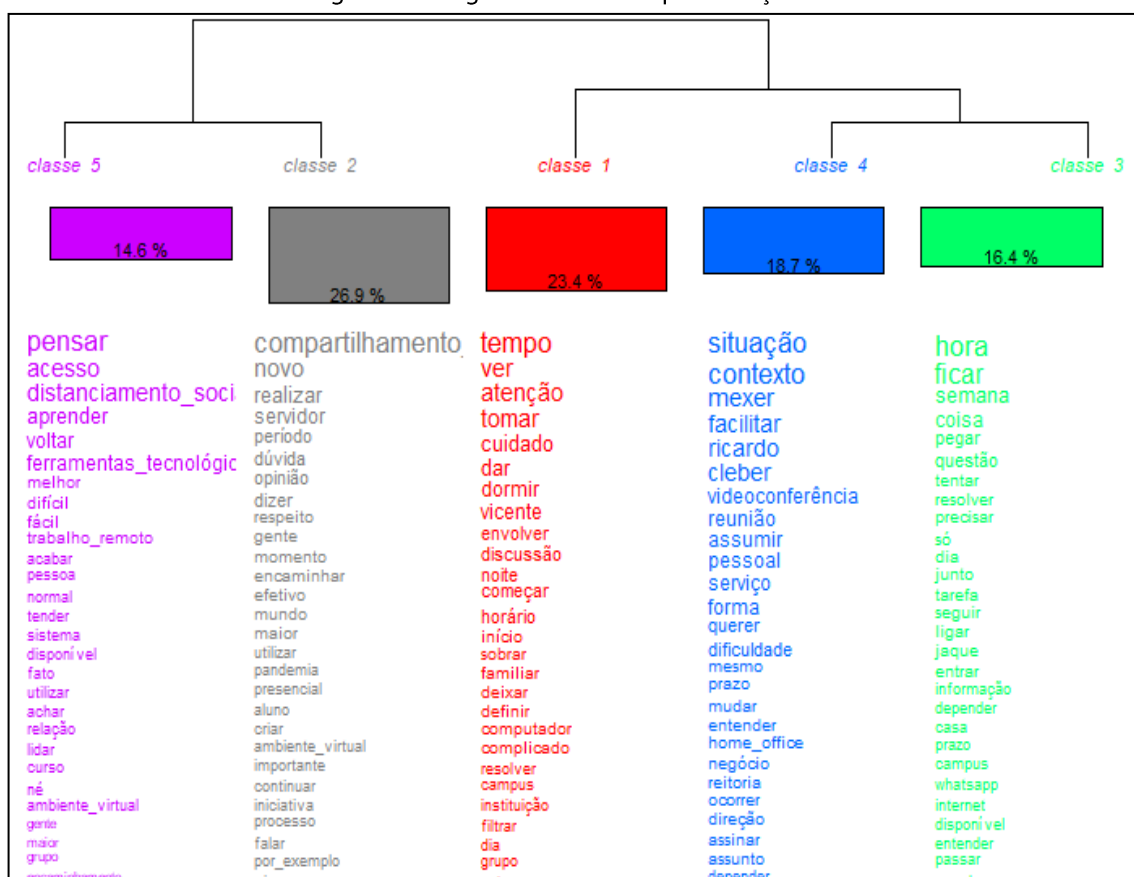 classe 5
classe 2
classe 1
classe 4
classe 3
14.6 %
26.9 %
23.4 %
18.7 %
16.4 %
pensar
acesso
distanciamento_soci
aprender
voltar
ferramentas_tecnológic
melhor
difícil
fácil
trabalho_remoto
acabar
pessoa
normal
tender
sistema
disponível
fato
utilizar
achar
relação
lidar
curso
né
ambiente_virtual
gente
maior
grupo
compartilhamento
novo
realizar
servidor
período
dúvida
opinião
dizer
respeito
gente
momento
encaminhar
efetivo
mundo
maior
utilizar
pandemia
presencial
aluno
criar
ambiente_virtual
importante
continuar
iniciativa
processo
falar
por_exemplo
tempo
ver
atenção
tomar
cuidado
dar
dormir
vicente
envolver
discussão
noite
começar
horário
início
sobrar
familiar
deixar
definir
computador
complicado
resolver
campus
instituição
filtrar
dia
grupo
situação
contexto
mexer
facilitar
ricardo
cleber
videoconferência
reunião
assumir
pessoal
serviço
forma
querer
dificuldade
mesmo
prazo
mudar
entender
home_office
negócio
reitoria
ocorrer
direção
assinar
assunto
depender
hora
ficar
semana
coisa
pegar
questão
tentar
resolver
precisar
só
dia
junto
tarefa
seguir
ligar
jaque
entrar
informação
depender
casa
prazo
campus
whatsapp
internet
disponível
entender
passar